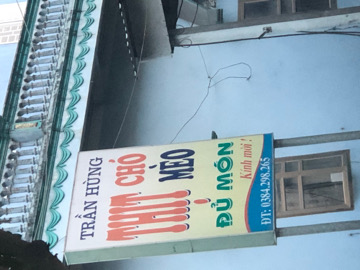 TRẦN HÙNG
THỊT CHÓ MÈO
ĐỦ MÓN
Kính mời!
ĐT: 0384.298.265